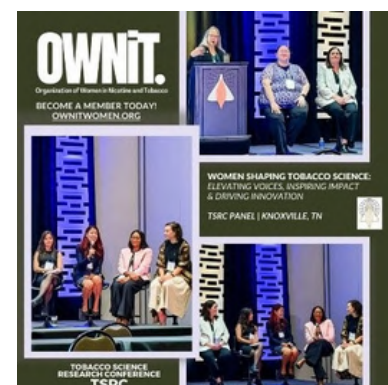 OWNiT.
Organization of Women in Nicotine and Tobacco
BECOME A MEMBER TODAY!
OWNITWOMEN.ORG
WOMEN SHAPING TOBACCO SCIENCE:
ELEVATING VOICES, INSPIRING IMPACT
& DRIVING INNOVATION
TSRC PANEL | KNOXVILLE, TN
TOBACCO SCIENCE
RESEARCH CONFERENCE
TSRC